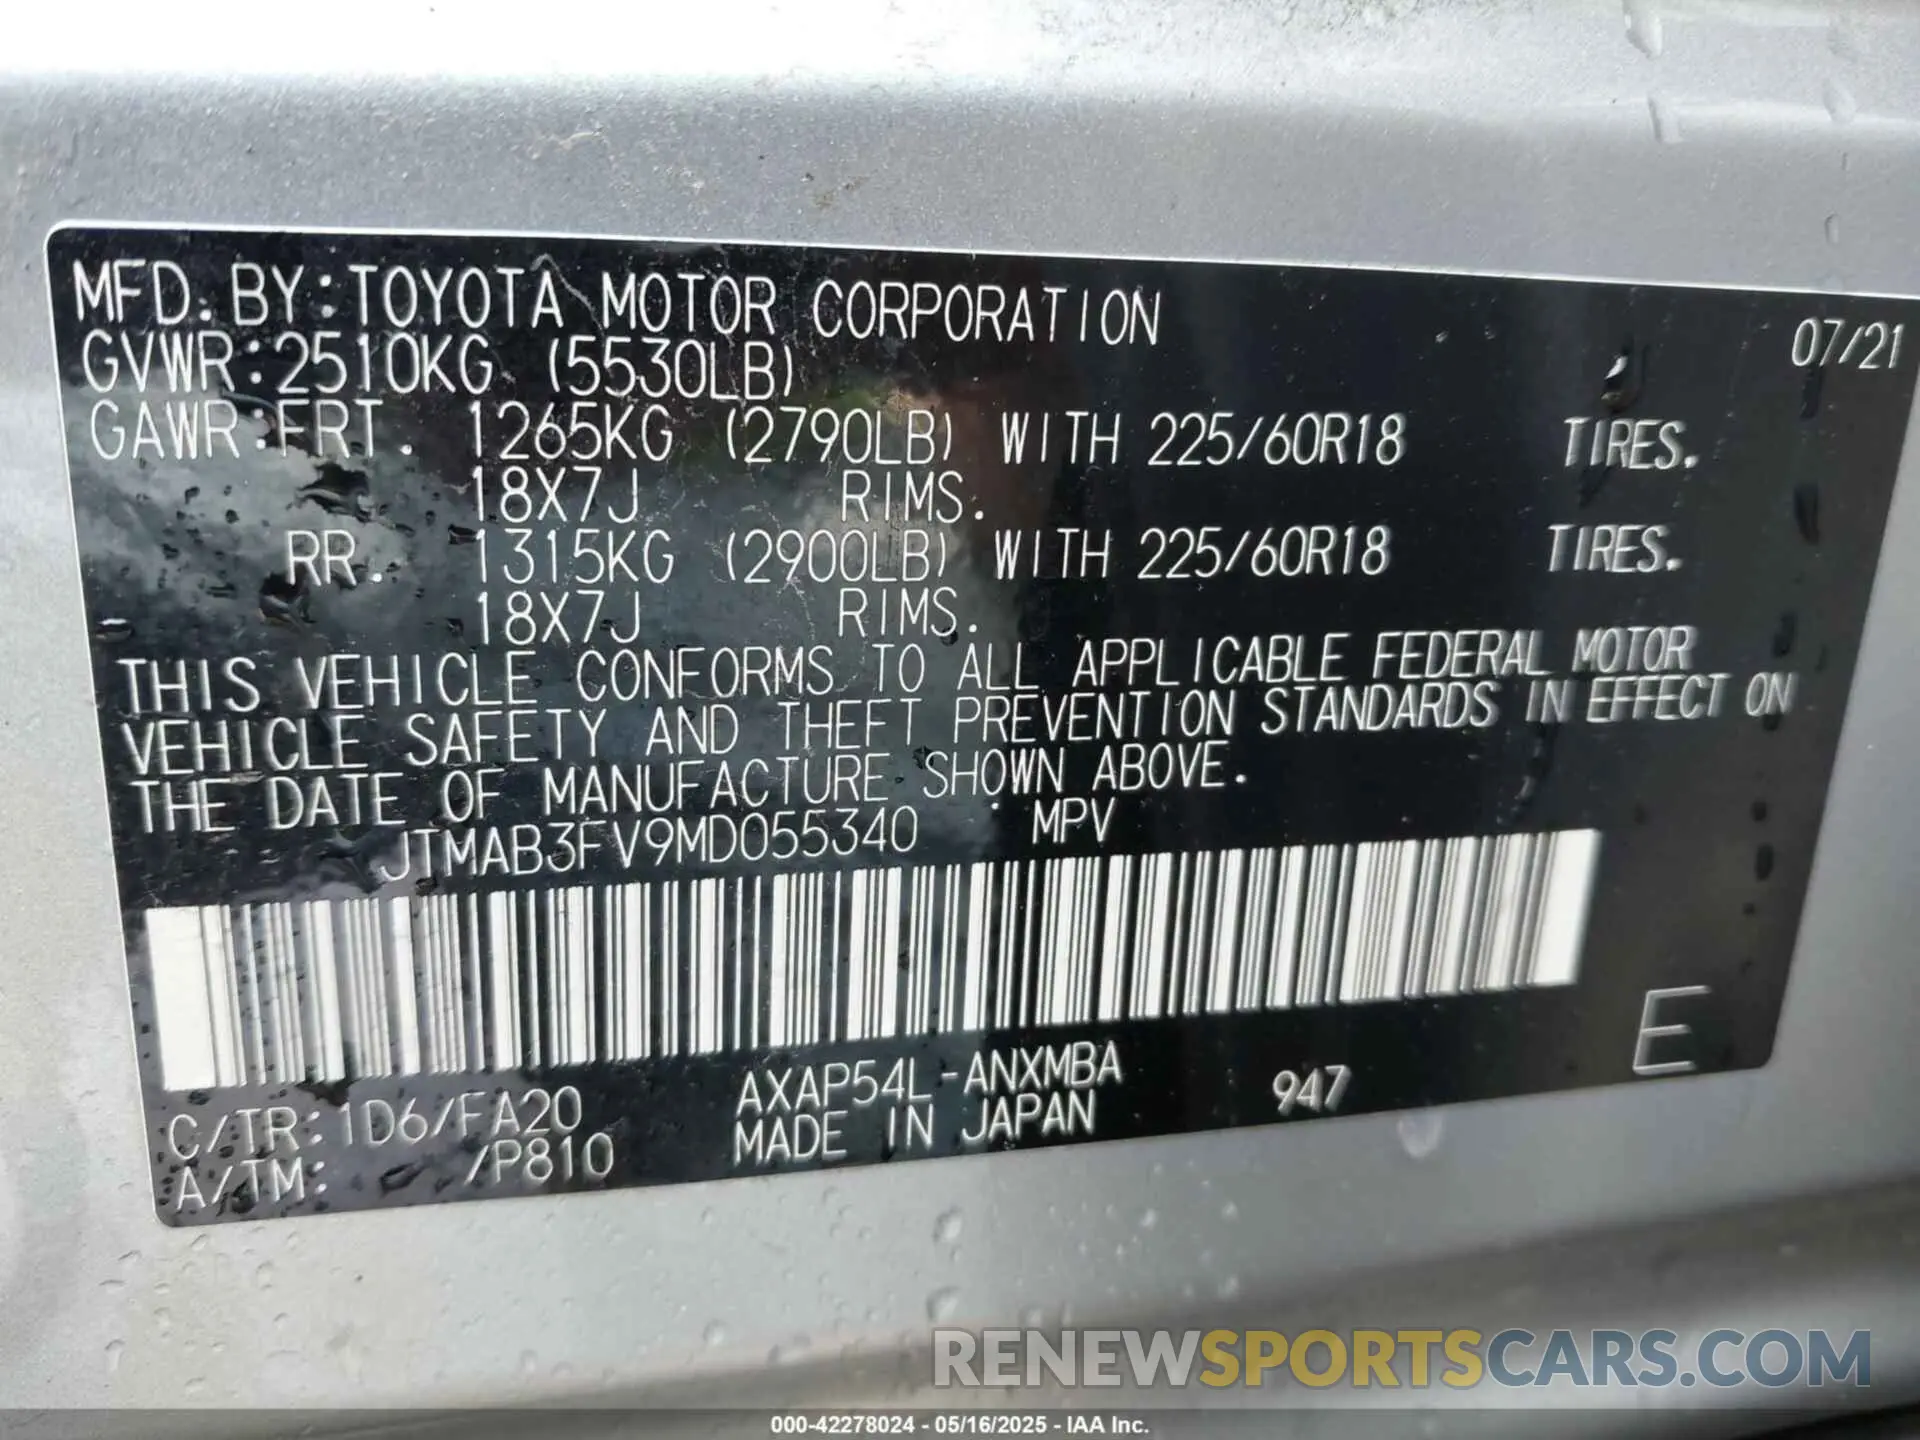 MFD. BY:TOYOTA MOTOR CORPORATION 07/21
GVWR:2510KG (5530LB)
GAWR:FRT. 1265KG (2790LB) WITH 225/60R18 TIRES.
18X7J RIMS.
RR. 1315KG (2900LB) WITH 225/60R18 TIRES.
18X7J RIMS.
THIS VEHICLE CONFORMS TO ALL APPLICABLE FEDERAL MOTOR
VEHICLE SAFETY AND THEFT PREVENTION STANDARDS IN EFFECT ON
THE DATE OF MANUFACTURE SHOWN ABOVE.
JTMAB3FV9MD055340 MPV
E
C/TR:1D6/FA20 AXAP54L-ANXMBA 947
A/TM: /P810 MADE IN JAPAN
RENEWSPORTSCARS.COM
000-42278024 - 05/16/2025 - IAA Inc.